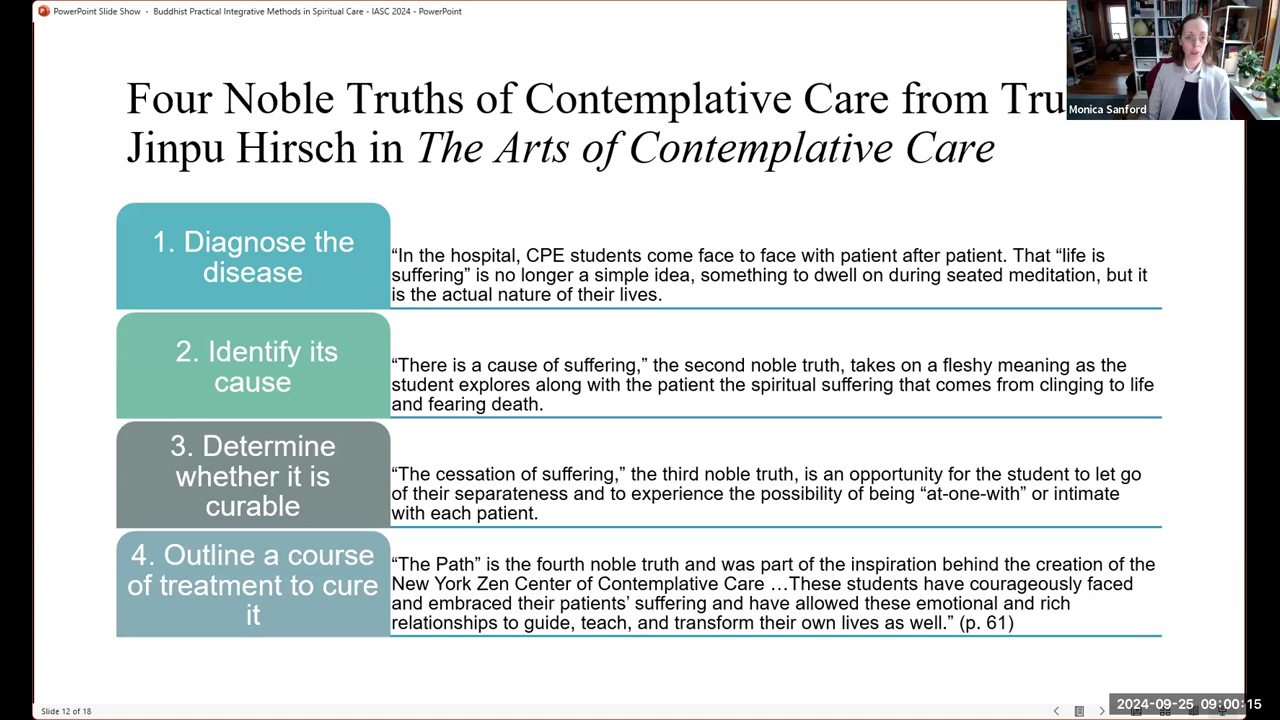 PowerPoint Slide Show - Buddhist Practical Integrative Methods in Spiritual Care - IASC 2024 - PowerPoint
Monica Sanford
Four Noble Truths of Contemplative Care from Tru
Jinpu Hirsch in The Arts of Contemplative Care
1. Diagnose the
disease
“In the hospital, CPE students come face to face with patient after patient. That “life is
suffering” is no longer a simple idea, something to dwell on during seated meditation, but it
is the actual nature of their lives.
2. Identify its
cause
“There is a cause of suffering,” the second noble truth, takes on a fleshy meaning as the
student explores along with the patient the spiritual suffering that comes from clinging to life
and fearing death.
3. Determine
whether it is
curable
“The cessation of suffering,” the third noble truth, is an opportunity for the student to let go
of their separateness and to experience the possibility of being “at-one-with” or intimate
with each patient.
4. Outline a course
of treatment to cure
it
“The Path” is the fourth noble truth and was part of the inspiration behind the creation of the
New York Zen Center of Contemplative Care …These students have courageously faced
and embraced their patients’ suffering and have allowed these emotional and rich
relationships to guide, teach, and transform their own lives as well.” (p. 61)
Slide 12 of 18
2024-09-25 09:00:15